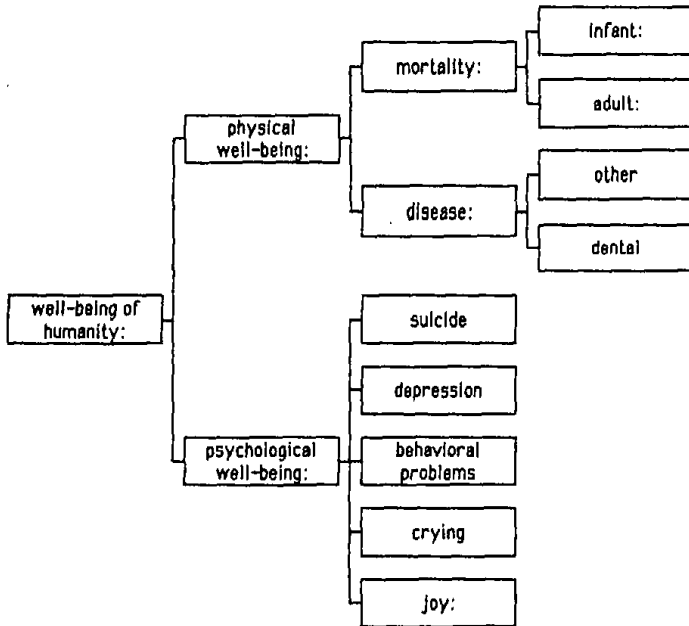 infant:
mortality:
adult:
physical
well-being:
other
disease:
dental
well-being of
humanity:
suicide
depression
psychological
well-being:
behavioral
problems
crying
joy: